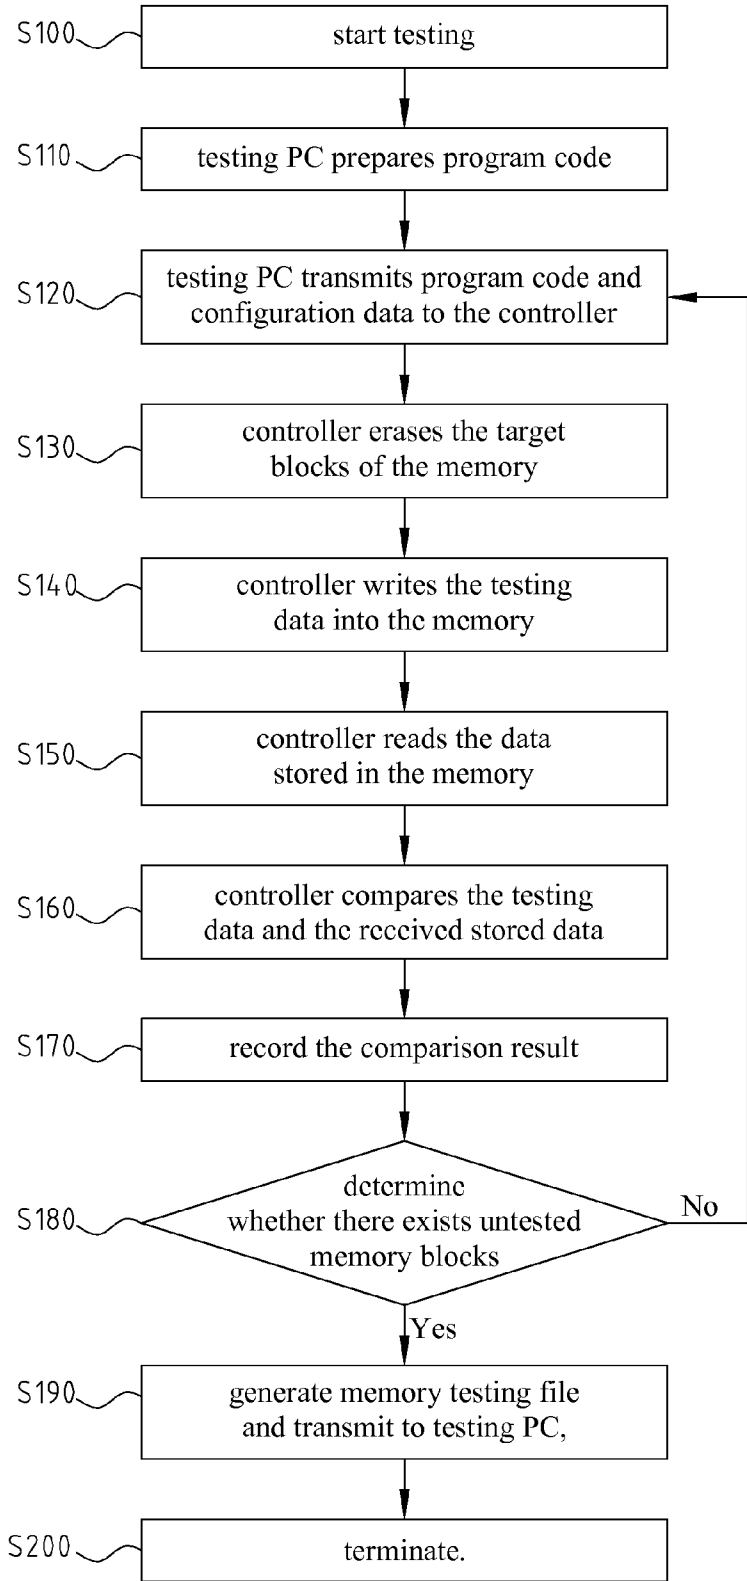 S100
start testing
S110
testing PC prepares program code
S120
testing PC transmits program code and
configuration data to the controller
S130
controller erases the target
blocks of the memory
S140
controller writes the testing
data into the memory
S150
controller reads the data
stored in the memory
S160
controller compares the testing
data and the received stored data
S170
record the comparison result
S180
determine
whether there exists untested
memory blocks
No
Yes
S190
generate memory testing file
and transmit to testing PC,
S200
terminate.